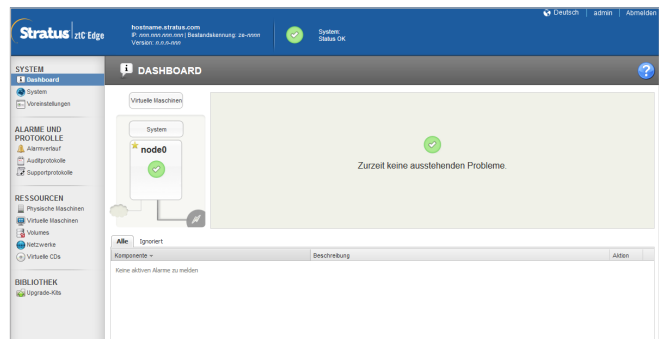 Deutsch | admin | Abmelden
Stratus ztC Edge
hostname.stratus.com
IP: nnn.nnn.nnn.nnn | Bestandskennung: ze-nnnn
Version: n.n.n-nnn
System:
Status OK
SYSTEM
Dashboard
System
Voreinstellungen
ALARME UND
PROTOKOLLE
Alarmverlauf
Auditprotokolle
Supportprotokolle
RESSOURCEN
Physische Maschinen
Virtuelle Maschinen
Volumes
Netzwerke
Virtuelle CDs
BIBLIOTHEK
Upgrade-Kits
DASHBOARD
?
Virtuelle Maschinen
System
node0
Zurzeit keine ausstehenden Probleme.
Alle Ignoriert
Komponente Beschreibung Aktion
Keine aktiven Alarme zu melden